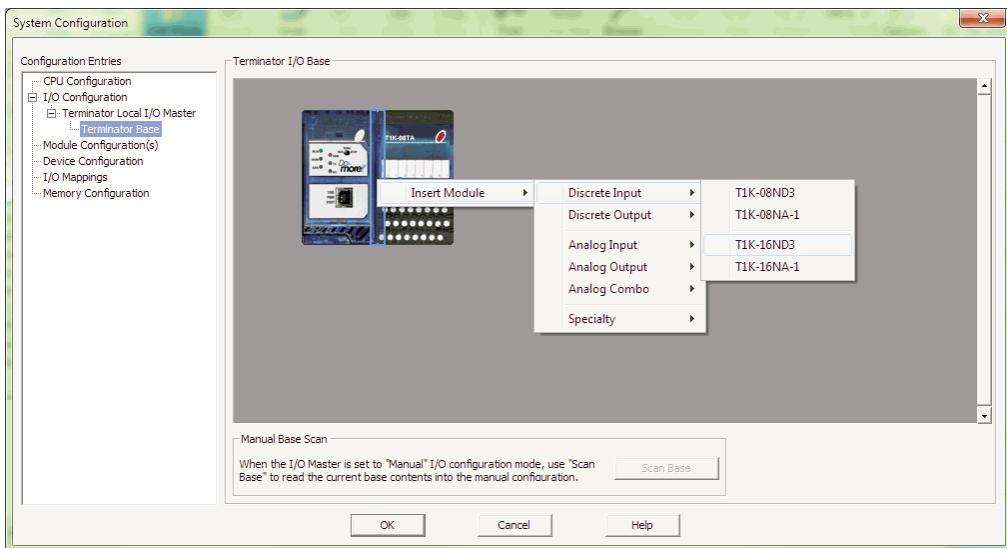 System Configuration
Configuration Entries
CPU Configuration
I/O Configuration
Terminator Local I/O Master
Terminator Base
Module Configuration(s)
Device Configuration
I/O Mappings
Memory Configuration
Terminator I/O Base
T1K-08TA
Do-more
Insert Module
Discrete Input
Discrete Output
Analog Input
Analog Output
Analog Combo
Specialty
T1K-08ND3
T1K-08NA-1
T1K-16ND3
T1K-16NA-1
Manual Base Scan
When the I/O Master is set to "Manual" I/O configuration mode, use "Scan
Base" to read the current base contents into the manual configuration.
Scan Base
OK
Cancel
Help